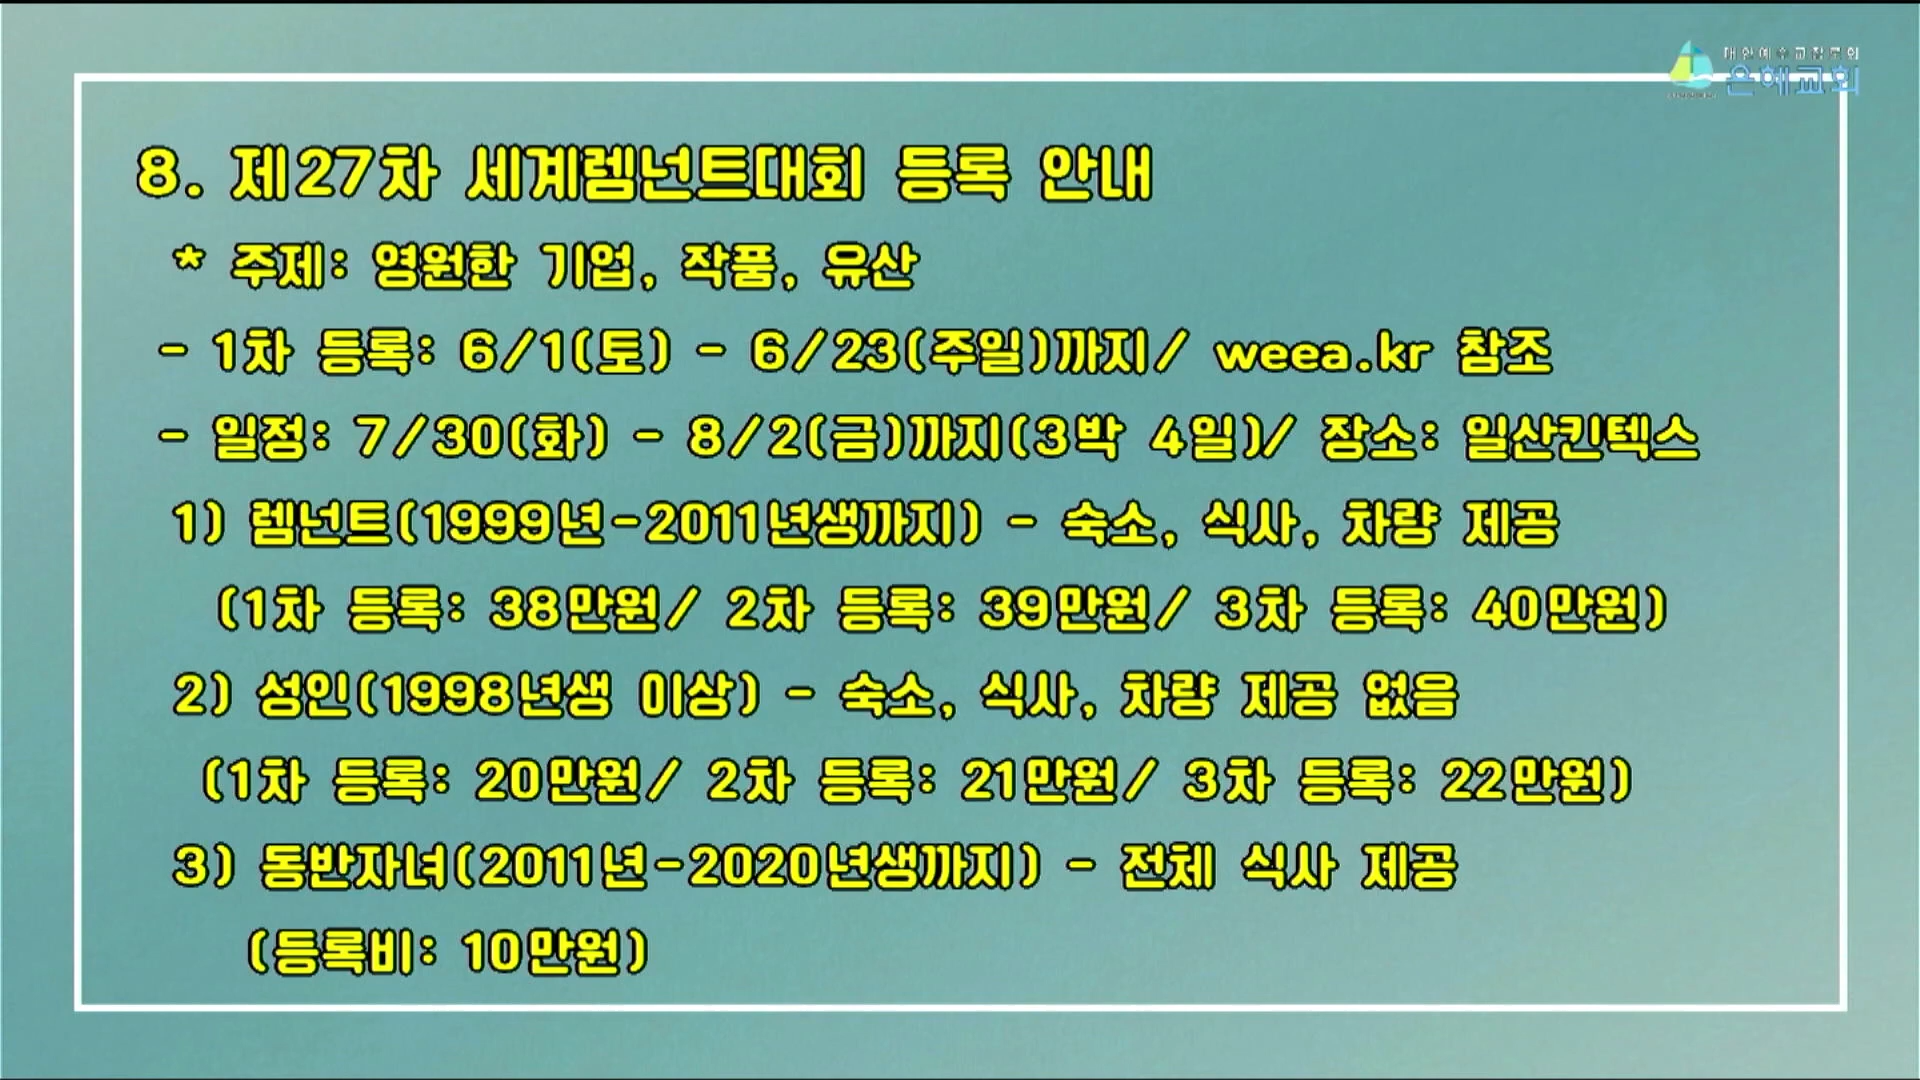 대한예수교장로회
은혜교회
8. 제27차 세계렘넌트대회 등록 안내
* 주제: 영원한 기업, 작품, 유산
- 1차 등록: 6/1(토) - 6/23(주일)까지/ weea.kr 참조
- 일정: 7/30(화) - 8/2(금)까지(3박 4일)/ 장소: 일산킨텍스
1) 렘넌트(1999년-2011년생까지) - 숙소, 식사, 차량 제공
(1차 등록: 38만원/ 2차 등록: 39만원/ 3차 등록: 40만원)
2) 성인(1998년생 이상) - 숙소, 식사, 차량 제공 없음
(1차 등록: 20만원/ 2차 등록: 21만원/ 3차 등록: 22만원)
3) 동반자녀(2011년-2020년생까지) - 전체 식사 제공
(등록비: 10만원)